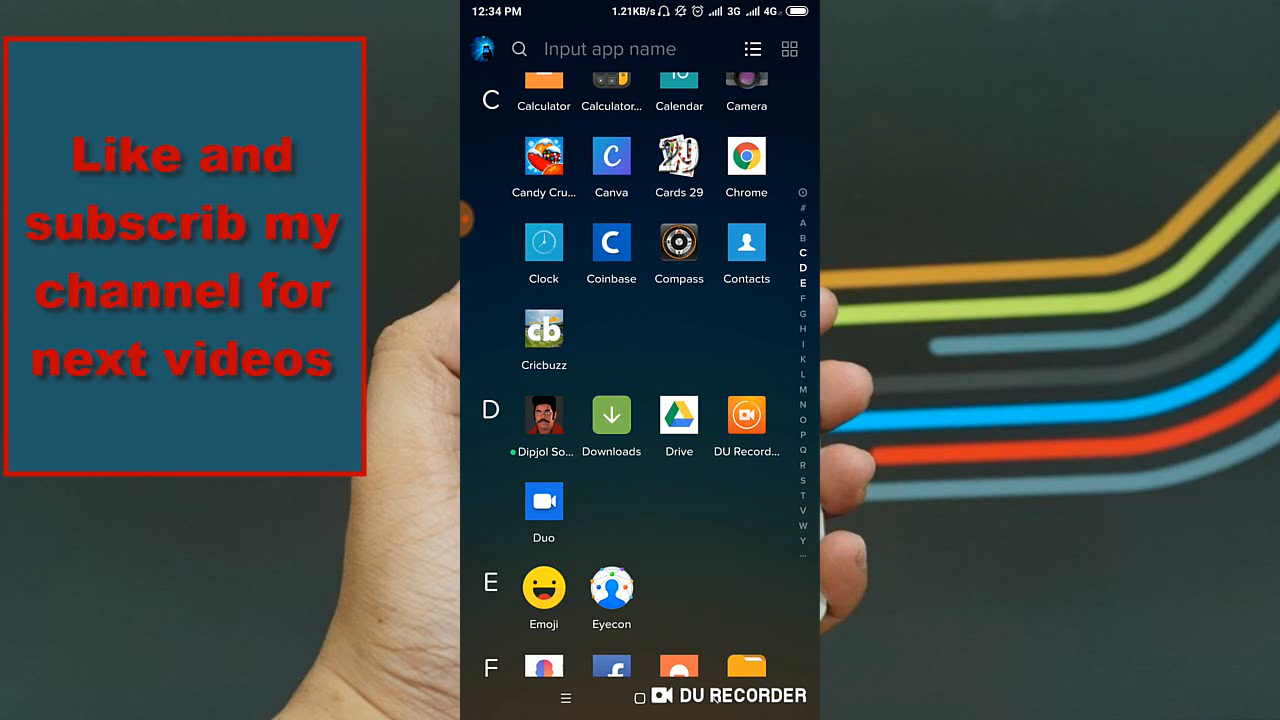 12:34 PM
1.21KB/s 3G 4G
Like and
subscrib my
channel for
next videos
Input app name
C
Calculator Calculator... Calendar Camera
Candy Cru... Canva Cards 29 Chrome
Clock Coinbase Compass Contacts
cb
Cricbuzz
D
Dipjol So... Downloads Drive DU Record...
Duo
E
Emoji Eyecon
F
#
A
B
C
D
E
F
G
H
I
K
L
M
N
O
P
Q
R
S
T
V
W
Y
...
DU RECORDER